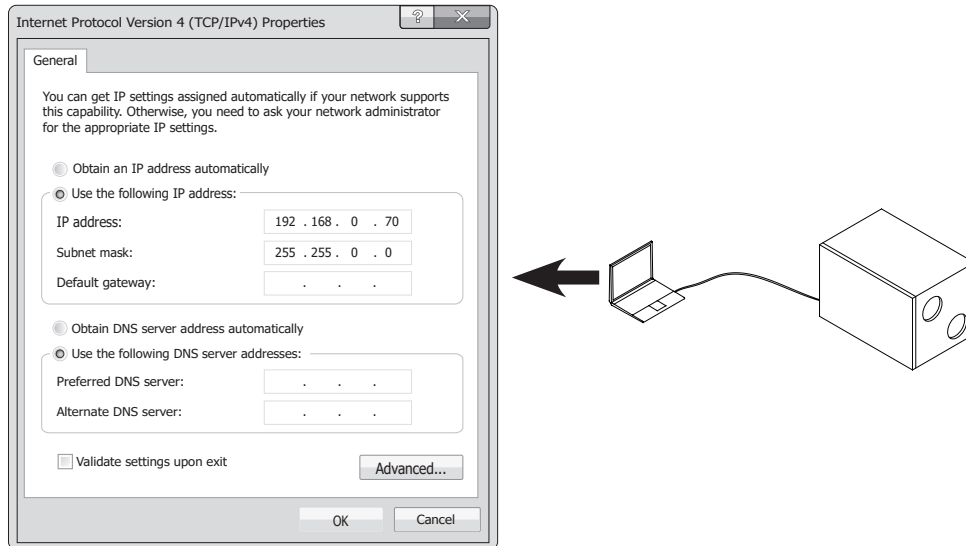 Internet Protocol Version 4 (TCP/IPv4) Properties
?
General
You can get IP settings assigned automatically if your network supports
this capability. Otherwise, you need to ask your network administrator
for the appropriate IP settings.
Obtain an IP address automatically
Use the following IP address:
IP address: 192 . 168 . 0 . 70
Subnet mask: 255 . 255 . 0 . 0
Default gateway: . . .
Obtain DNS server address automatically
Use the following DNS server addresses:
Preferred DNS server: . . .
Alternate DNS server: . . .
Validate settings upon exit
Advanced...
OK Cancel